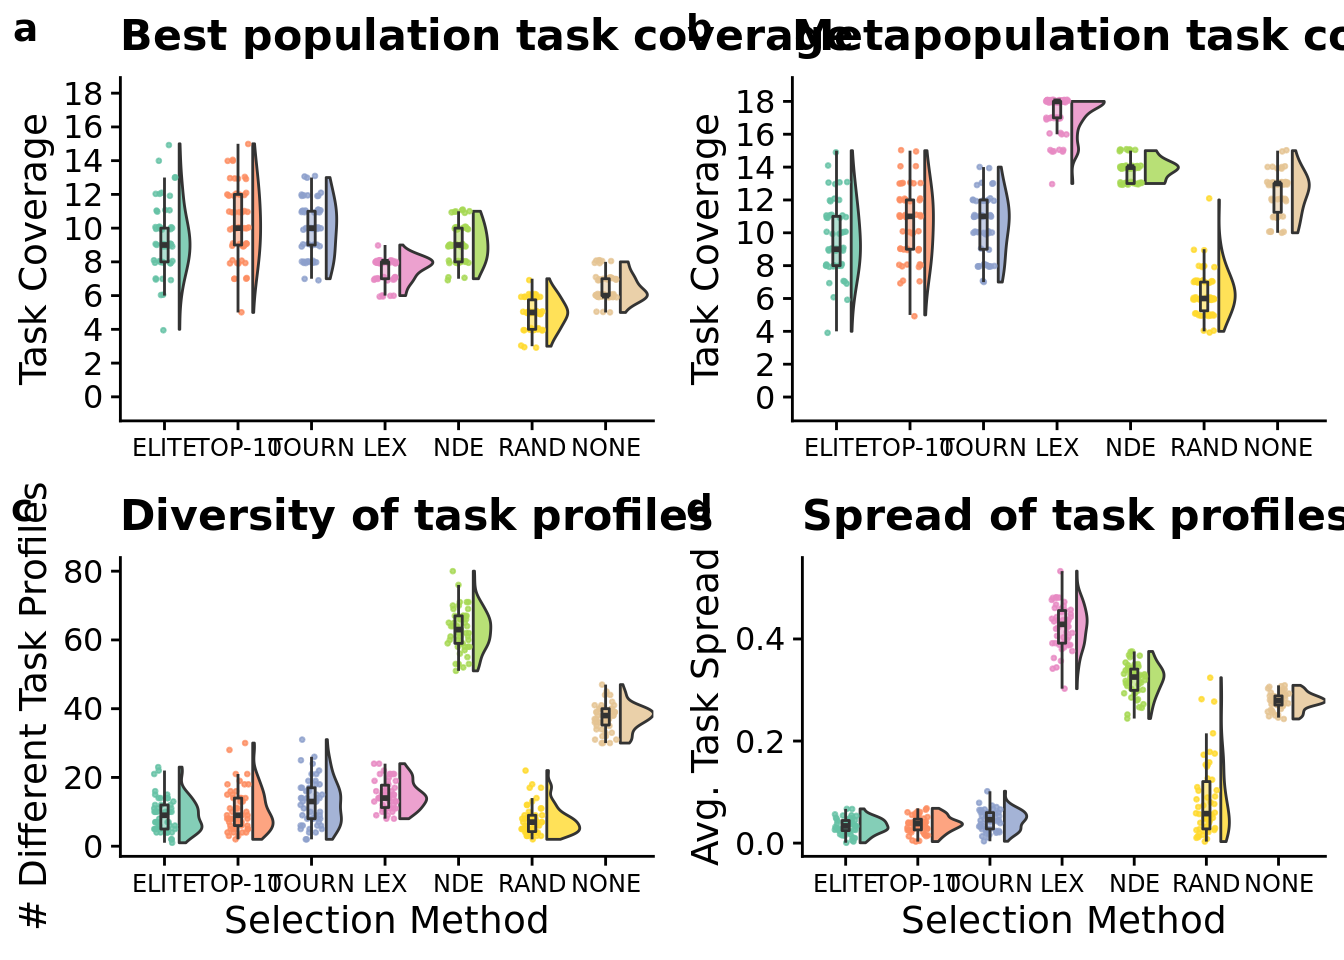 a
Best population task coverage
Task Coverage
18
16
14
12
10
8
6
4
2
0
ELITE TOP-10 TOURN LEX NDE RAND NONE
b
Metapopulation task co
Task Coverage
18
16
14
12
10
8
6
4
2
0
ELITE TOP-10 TOURN LEX NDE RAND NONE
c
Diversity of task profiles
# Different Task Profiles
80
60
40
20
0
ELITE TOP-10 TOURN LEX NDE RAND NONE
Selection Method
d
Spread of task profiles
Avg. Task Spread
0.4
0.2
0.0
ELITE TOP-10 TOURN LEX NDE RAND NONE
Selection Method